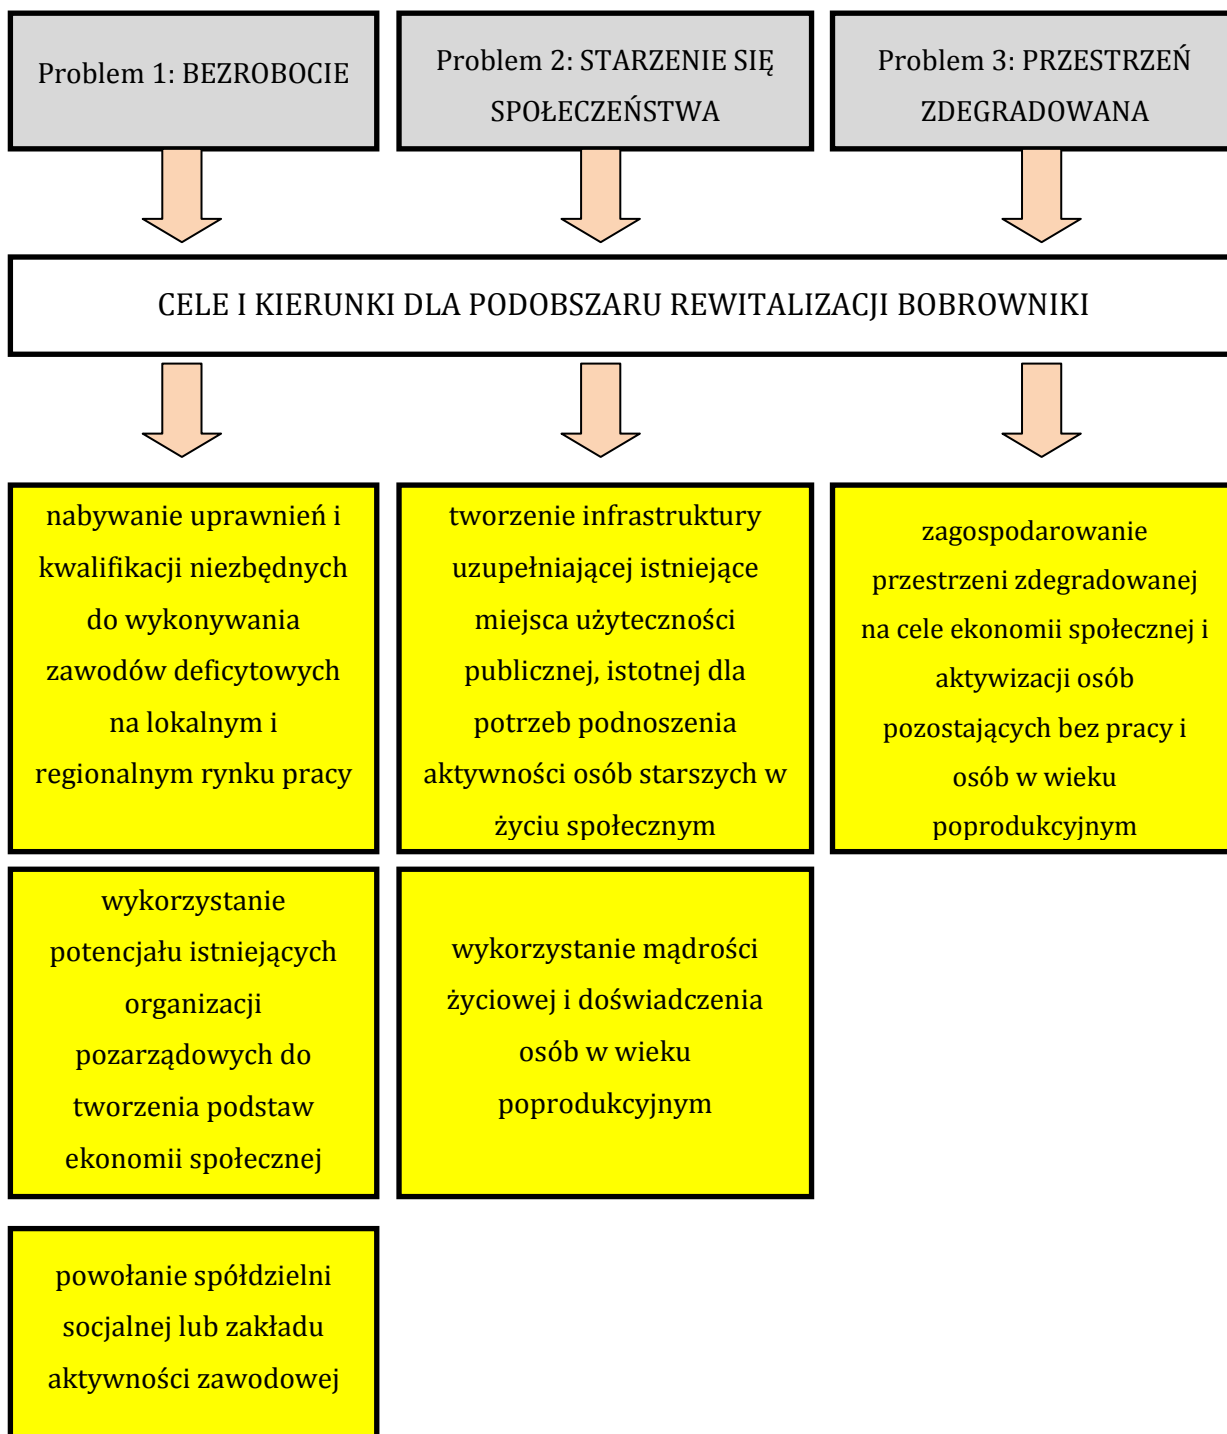 Problem 1: BEZROBOCIE
Problem 2: STARZENIE SIĘ
SPOŁECZEŃSTWA
Problem 3: PRZESTRZEŃ
ZDEGRADOWANA
CELE I KIERUNKI DLA PODOBSZARU REWITALIZACJI BOBROWNIKI
nabywanie uprawnień i
kwalifikacji niezbędnych
do wykonywania
zawodów deficytowych
na lokalnym i
regionalnym rynku pracy
tworzenie infrastruktury
uzupełniającej istniejące
miejsca użyteczności
publicznej, istotnej dla
potrzeb podnoszenia
aktywności osób starszych w
życiu społecznym
zagospodarowanie
przestrzeni zdegradowanej
na cele ekonomii społecznej i
aktywizacji osób
pozostających bez pracy i
osób w wieku
poprodukcyjnym
wykorzystanie
potencjału istniejących
organizacji
pozarządowych do
tworzenia podstaw
ekonomii społecznej
wykorzystanie mądrości
życiowej i doświadczenia
osób w wieku
poprodukcyjnym
powołanie spółdzielni
socjalnej lub zakładu
aktywności zawodowej